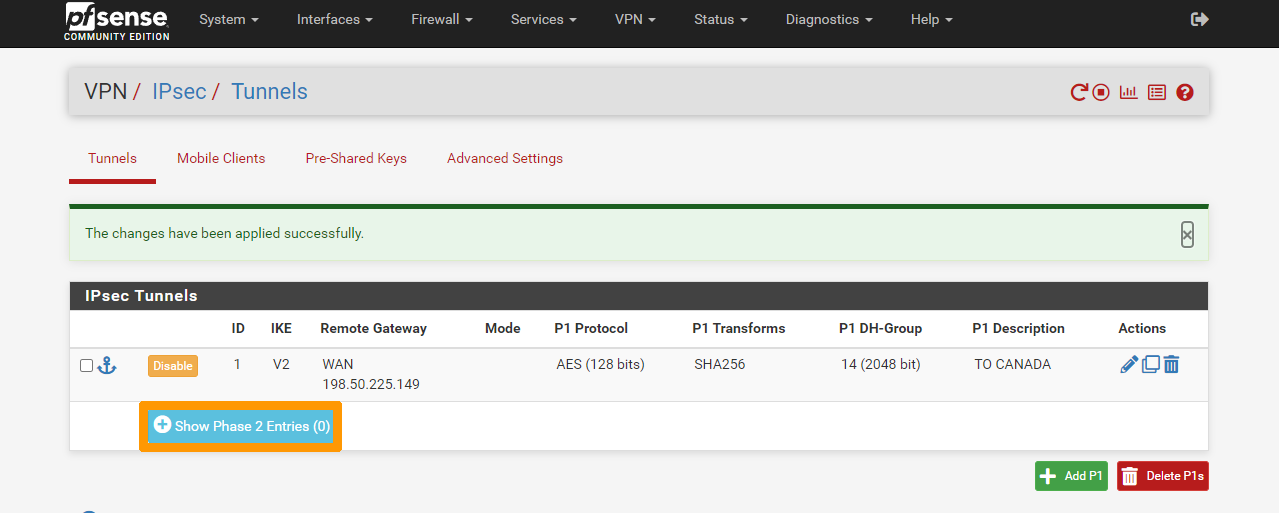 pfsense
COMMUNITY EDITION
System Interfaces Firewall Services VPN Status Diagnostics Help
VPN / IPsec / Tunnels
Tunnels Mobile Clients Pre-Shared Keys Advanced Settings
The changes have been applied successfully.
IPsec Tunnels
ID IKE Remote Gateway Mode P1 Protocol P1 Transforms P1 DH-Group P1 Description Actions
Disable 1 V2 WAN AES (128 bits) SHA256 14 (2048 bit) TO CANADA
198.50.225.149
Show Phase 2 Entries (0)
Add P1 Delete P1s